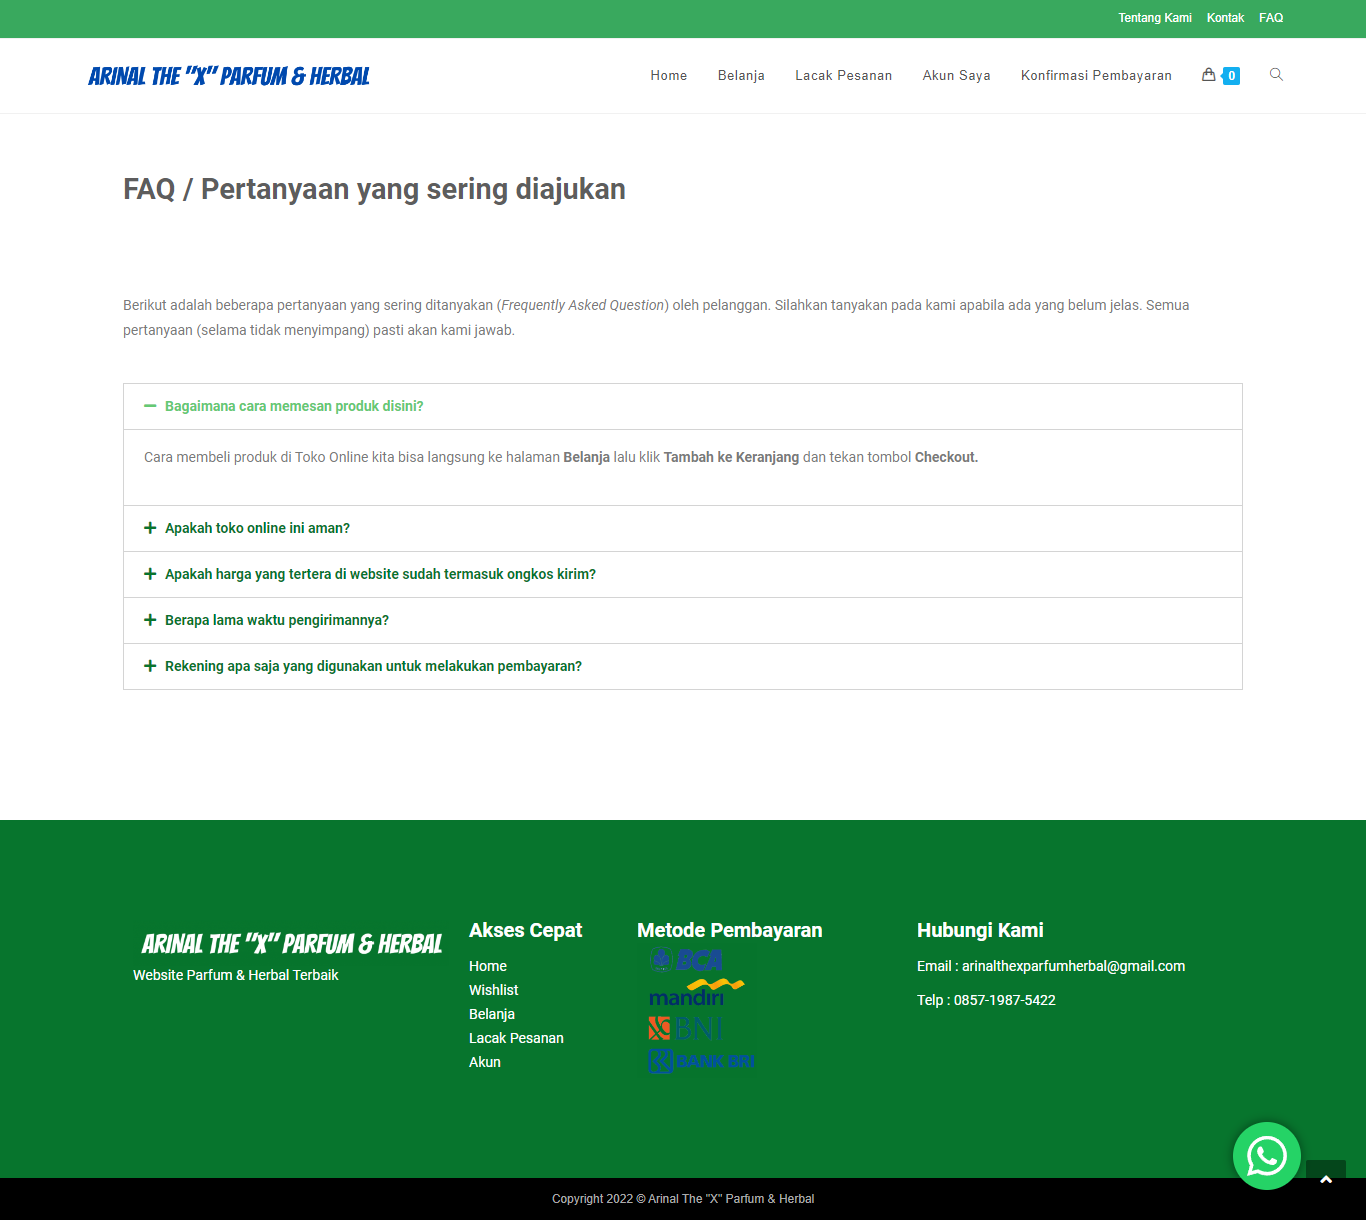 Tentang Kami Kontak FAQ
ARINAL THE "X" PARFUM & HERBAL
Home Belanja Lacak Pesanan Akun Saya Konfirmasi Pembayaran 0
FAQ / Pertanyaan yang sering diajukan
Berikut adalah beberapa pertanyaan yang sering ditanyakan (Frequently Asked Question) oleh pelanggan. Silahkan tanyakan pada kami apabila ada yang belum jelas. Semua
pertanyaan (selama tidak menyimpang) pasti akan kami jawab.
Bagaimana cara memesan produk disini?
Cara membeli produk di Toko Online kita bisa langsung ke halaman Belanja lalu klik Tambah ke Keranjang dan tekan tombol Checkout.
Apakah toko online ini aman?
Apakah harga yang tertera di website sudah termasuk ongkos kirim?
Berapa lama waktu pengirimannya?
Rekening apa saja yang digunakan untuk melakukan pembayaran?
ARINAL THE "X" PARFUM & HERBAL
Website Parfum & Herbal Terbaik
Akses Cepat
Home
Wishlist
Belanja
Lacak Pesanan
Akun
Metode Pembayaran
BCA
mandiri
BNI
BANK BRI
Hubungi Kami
Email : arinalthexparfumherbal@gmail.com
Telp : 0857-1987-5422
Copyright 2022 © Arinal The "X" Parfum & Herbal